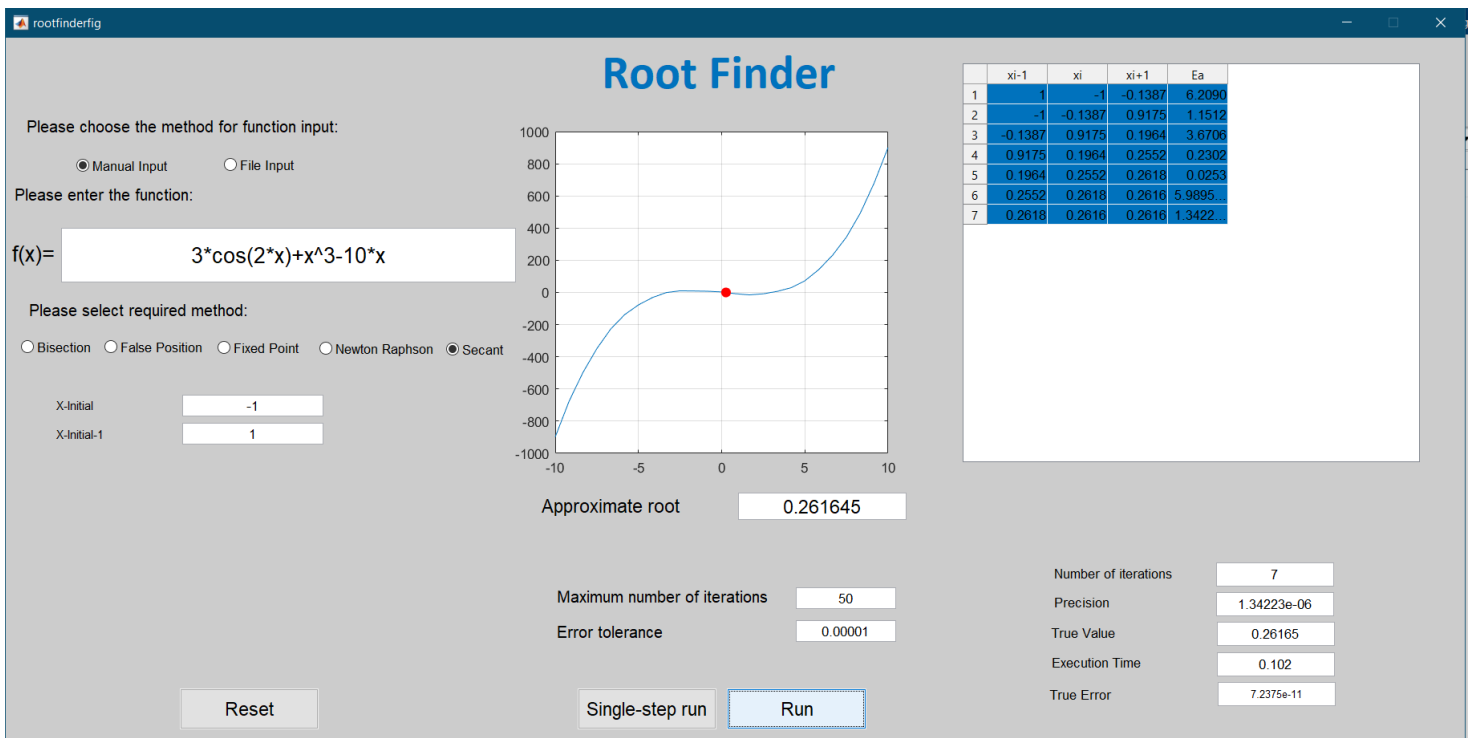 rootfinderfig
Root Finder
Please choose the method for function input:
Manual Input File Input
Please enter the function:
f(x)= 3*cos(2*x)+x^3-10*x
Please select required method:
Bisection False Position Fixed Point Newton Raphson Secant
X-Initial -1
X-Initial-1 1
1000
800
600
400
200
0
-200
-400
-600
-800
-1000
-10 -5 0 5 10
Approximate root 0.261645
Maximum number of iterations 50
Error tolerance 0.00001
Reset Single-step run Run
xi-1 xi xi+1 Ea
1 1 -1 -0.1387 6.2090
2 -1 -0.1387 0.9175 1.1512
3 -0.1387 0.9175 0.1964 3.6706
4 0.9175 0.1964 0.2552 0.2302
5 0.1964 0.2552 0.2618 0.0253
6 0.2552 0.2618 0.2616 5.9895...
7 0.2618 0.2616 0.2616 1.3422...
Number of iterations 7
Precision 1.34223e-06
True Value 0.26165
Execution Time 0.102
True Error 7.2375e-11